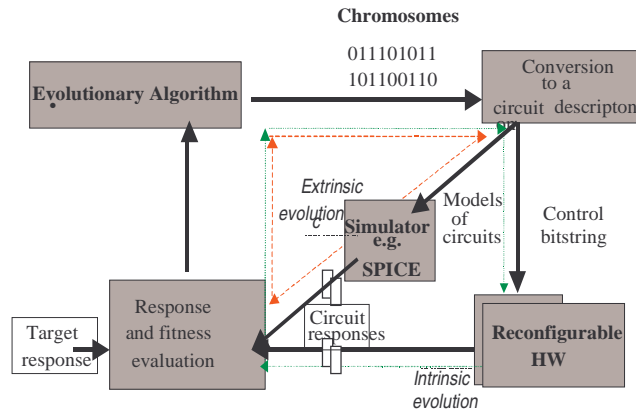 Chromosomes
011101011
101100110
Evolutionary Algorithm
Conversion
to a
circuit descripton
on
Extrinsic
evolution
c
Simulator
e.g.
SPICE
Models
of
circuits
Control
bitstring
Response
and fitness
evaluation
Target
response
Circuit
responses
Reconfigurable
HW
Intrinsic
evolution